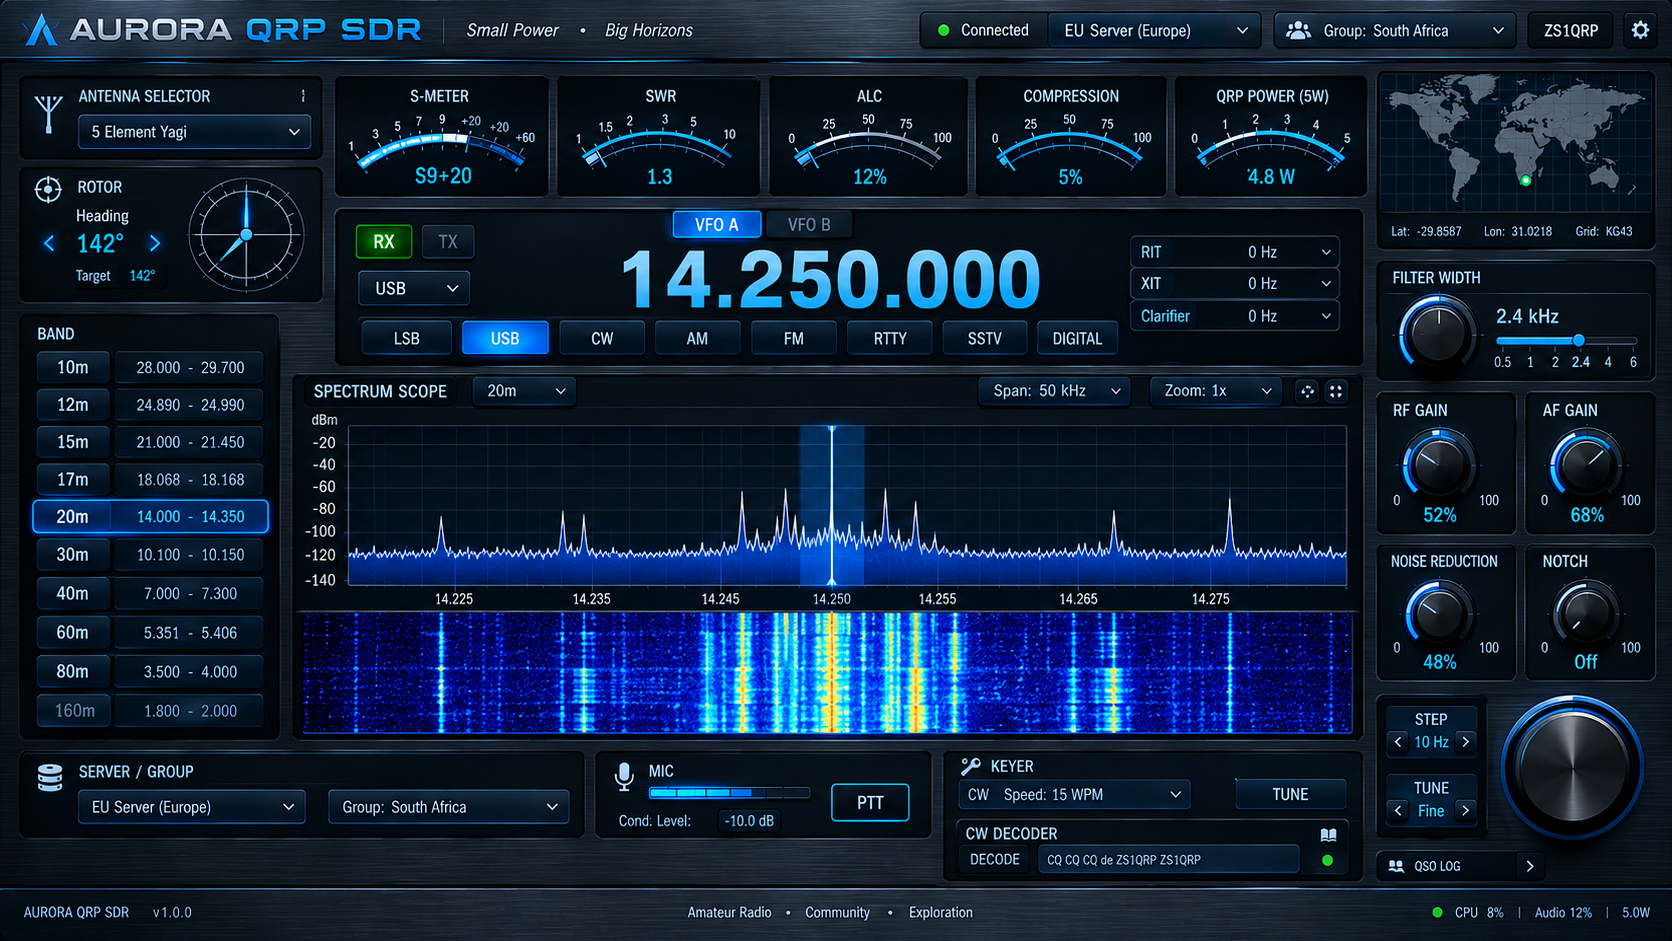 AURORA QRP SDR
Small Power • Big Horizons
Connected
EU Server (Europe)
Group: South Africa
ZS1QRP
ANTENNA SELECTOR
5 Element Yagi
ROTOR
Heading
142°
Target 142°
S-METER
1 3 5 7 9 +20 +20 +60
S9+20
SWR
1 1.5 2 3 5 10
1.3
ALC
0 25 50 75 100
12%
COMPRESSION
0 25 50 75 100
5%
QRP POWER (5W)
0 1 2 3 4 5
4.8 W
Lat: -29.8587 Lon: 31.0218 Grid: KG43
RX
TX
USB
VFO A
VFO B
14.250.000
RIT 0 Hz
XIT 0 Hz
Clarifier 0 Hz
LSB USB CW AM FM RTTY SSTV DIGITAL
BAND
10m 28.000 - 29.700
12m 24.890 - 24.990
15m 21.000 - 21.450
17m 18.068 - 18.168
20m 14.000 - 14.350
30m 10.100 - 10.150
40m 7.000 - 7.300
60m 5.351 - 5.406
80m 3.500 - 4.000
160m 1.800 - 2.000
SPECTRUM SCOPE
20m
Span: 50 kHz
Zoom: 1x
dBm
-20
-40
-60
-80
-100
-120
-140
14.225 14.235 14.245 14.250 14.255 14.265 14.275
FILTER WIDTH
2.4 kHz
0.5 1 2 2.4 4 6
RF GAIN
0 100
52%
AF GAIN
0 100
68%
NOISE REDUCTION
0 100
48%
NOTCH
0 100
Off
STEP
10 Hz
TUNE
Fine
QSO LOG
SERVER / GROUP
EU Server (Europe)
Group: South Africa
MIC
Cond. Level: -10.0 dB
PTT
KEYER
CW Speed: 15 WPM
TUNE
CW DECODER
DECODE
CQ CQ CQ de ZS1QRP ZS1QRP
AURORA QRP SDR v1.0.0
Amateur Radio • Community • Exploration
CPU 8% | Audio 12% | 5.0W